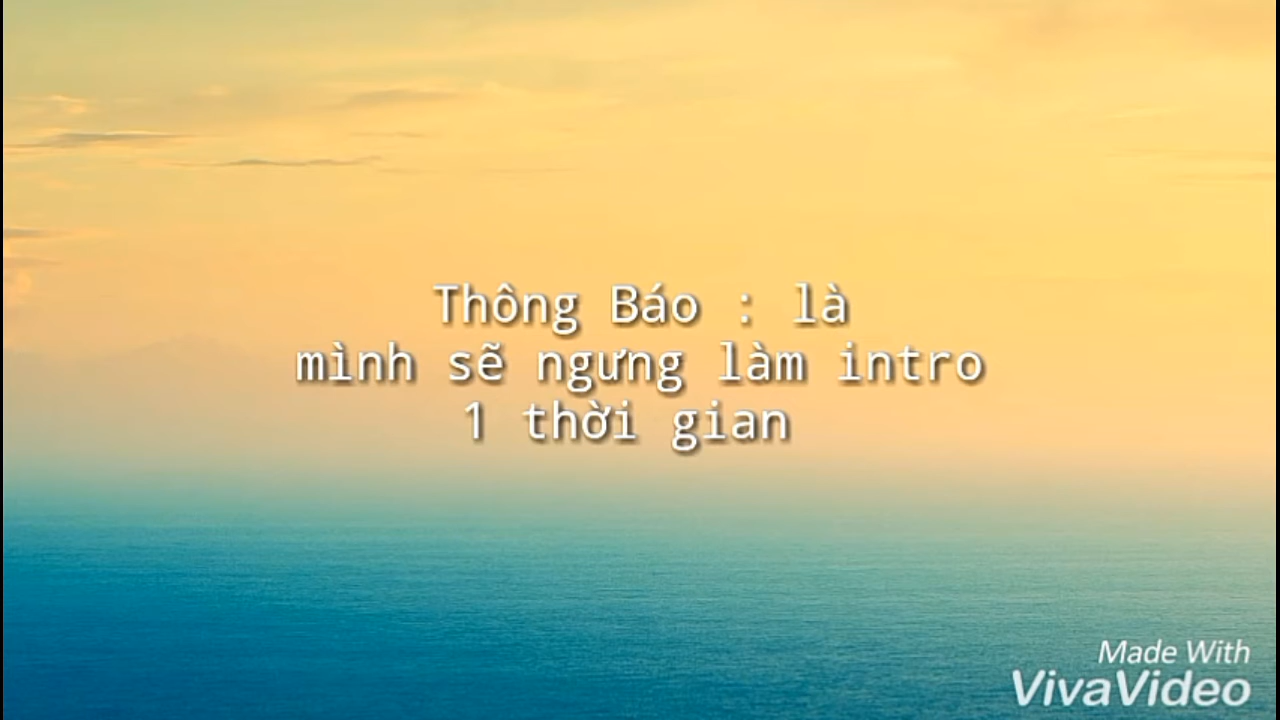 Thông Báo : là
mình sẽ ngưng làm intro
1 thời gian
Made With
VivaVideo